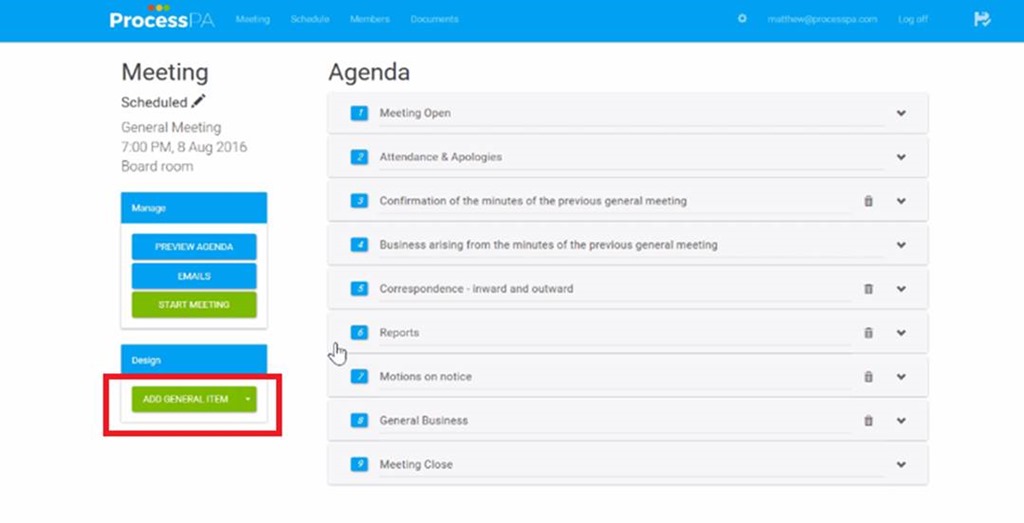 ProcessPA Meeting Schedule Members Documents matthew@processpa.com Log off
Meeting
Scheduled
General Meeting
7:00 PM, 8 Aug 2016
Board room
Manage
PREVIEW AGENDA
EMAILS
START MEETING
Design
ADD GENERAL ITEM
Agenda
1 Meeting Open
2 Attendance & Apologies
3 Confirmation of the minutes of the previous general meeting
4 Business arising from the minutes of the previous general meeting
5 Correspondence - inward and outward
6 Reports
7 Motions on notice
8 General Business
9 Meeting Close